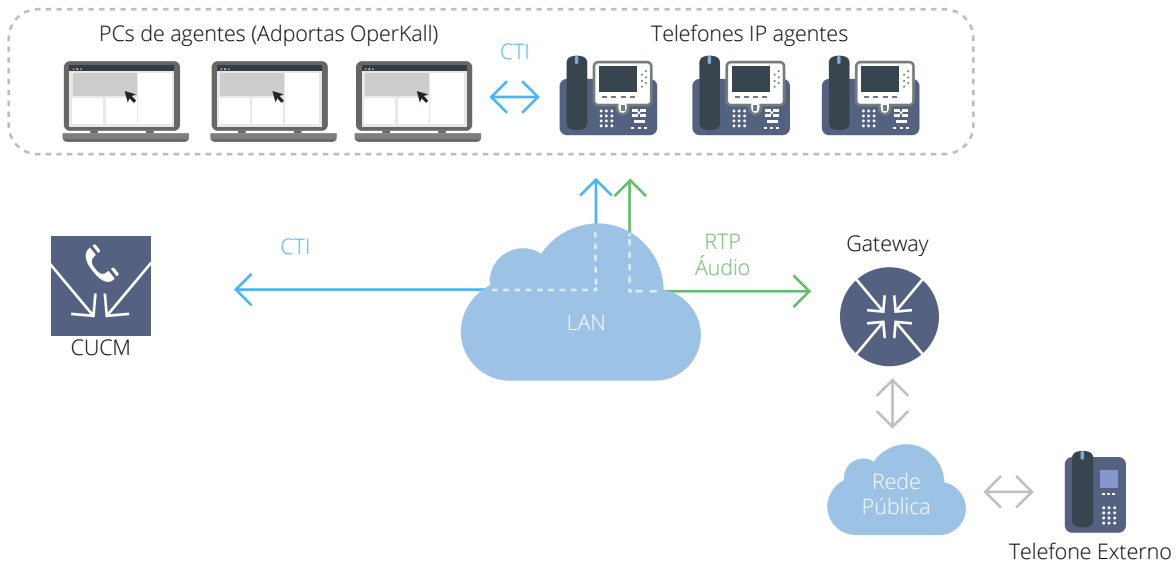 PCs de agentes (Adportas OperKall)
Telefones IP agentes
CTI
CTI
RTP
Áudio
Gateway
LAN
CUCM
Rede
Pública
Telefone Externo